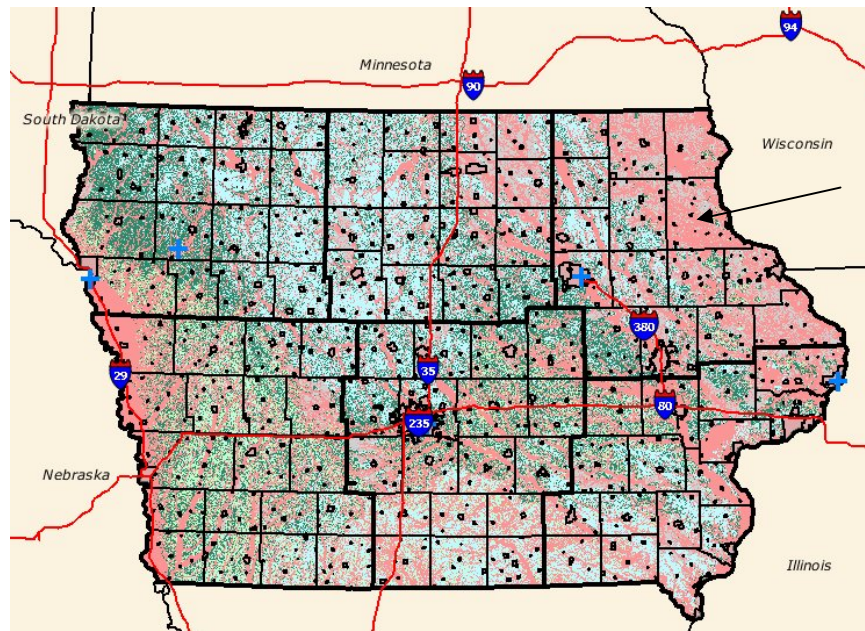 94
Minnesota
90
South Dakota
Wisconsin
380
29
35
80
235
Nebraska
Illinois